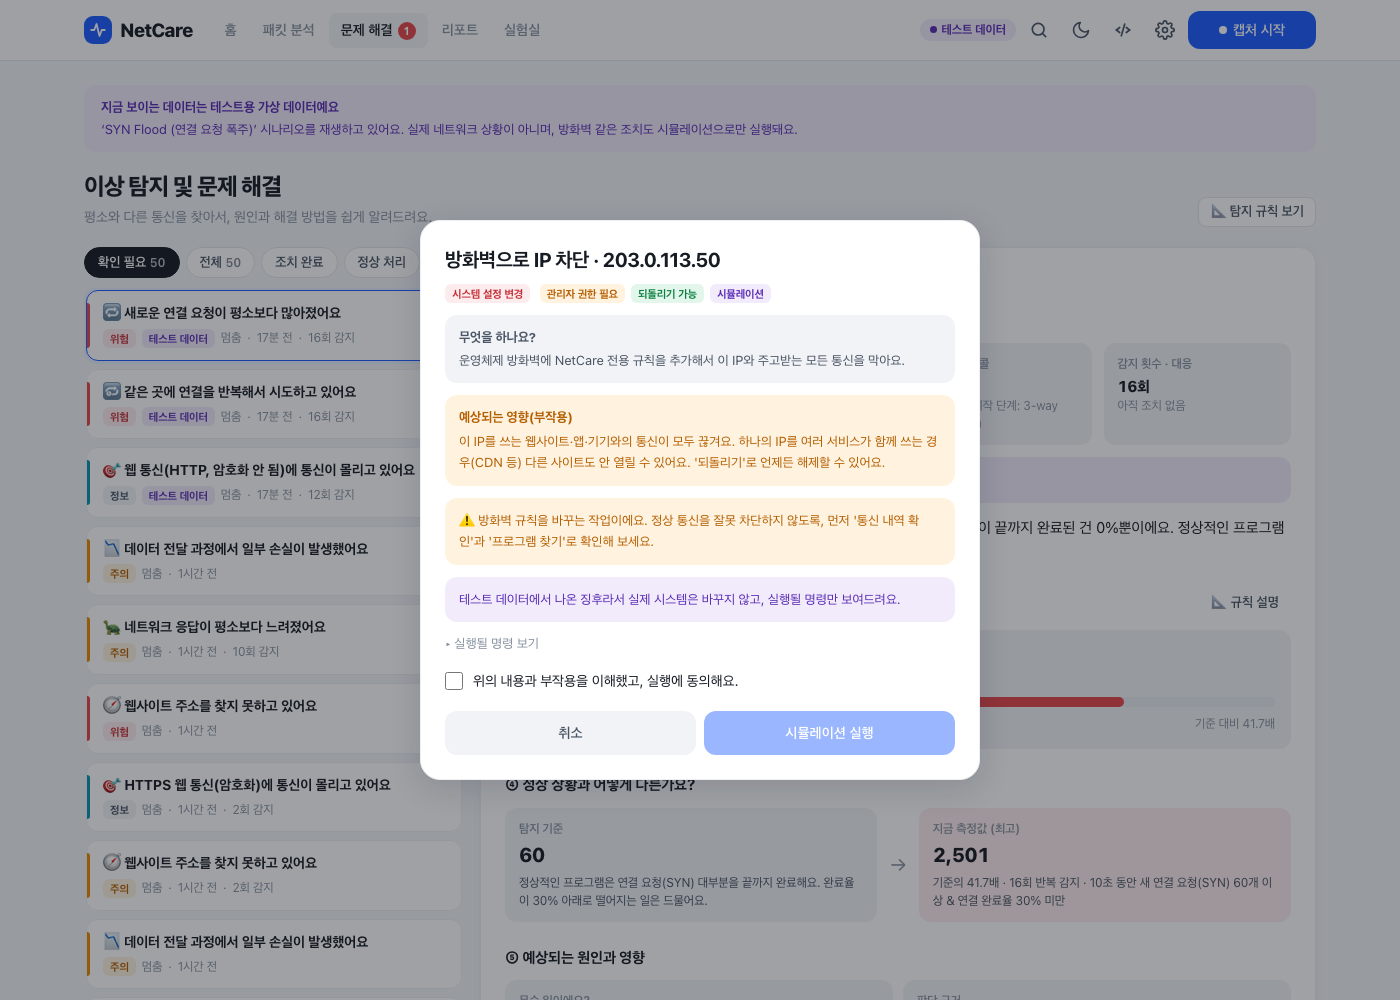 NetCare
홈
패킷 분석
문제 해결 1
리포트
실험실
테스트 데이터
캡처 시작
지금 보이는 데이터는 테스트용 가상 데이터예요
‘SYN Flood (연결 요청 폭주)’ 시나리오를 재생하고 있어요. 실제 네트워크 상황이 아니며, 방화벽 같은 조치도 시뮬레이션으로만 실행돼요.
이상 탐지 및 문제 해결
평소와 다른 통신을 찾아서, 원인과 해결 방법을 쉽게 알려드려요.
탐지 규칙 보기
확인 필요 50
전체 50
조치 완료
정상 처리
새로운 연결 요청이 평소보다 많아졌어요
위험 테스트 데이터 멈춤 · 17분 전 · 16회 감지
같은 곳에 연결을 반복해서 시도하고 있어요
위험 테스트 데이터 멈춤 · 17분 전 · 16회 감지
웹 통신(HTTP, 암호화 안 됨)에 통신이 몰리고 있어요
정보 테스트 데이터 멈춤 · 17분 전 · 12회 감지
데이터 전달 과정에서 일부 손실이 발생했어요
주의 멈춤 · 1시간 전
네트워크 응답이 평소보다 느려졌어요
주의 멈춤 · 1시간 전 · 10회 감지
웹사이트 주소를 찾지 못하고 있어요
위험 멈춤 · 1시간 전
HTTPS 웹 통신(암호화)에 통신이 몰리고 있어요
정보 멈춤 · 1시간 전 · 2회 감지
웹사이트 주소를 찾지 못하고 있어요
주의 멈춤 · 1시간 전 · 2회 감지
데이터 전달 과정에서 일부 손실이 발생했어요
주의 멈춤 · 1시간 전
방화벽으로 IP 차단 · 203.0.113.50
시스템 설정 변경 관리자 권한 필요 되돌리기 가능 시뮬레이션
무엇을 하나요?
운영체제 방화벽에 NetCare 전용 규칙을 추가해서 이 IP와 주고받는 모든 통신을 막아요.
예상되는 영향(부작용)
이 IP를 쓰는 웹사이트·앱·기기와의 통신이 모두 끊겨요. 하나의 IP를 여러 서비스가 함께 쓰는 경
우(CDN 등) 다른 사이트도 안 열릴 수 있어요. '되돌리기'로 언제든 해제할 수 있어요.
방화벽 규칙을 바꾸는 작업이에요. 정상 통신을 잘못 차단하지 않도록, 먼저 '통신 내역 확
인'과 '프로그램 찾기'로 확인해 보세요.
테스트 데이터에서 나온 징후라서 실제 시스템은 바꾸지 않고, 실행될 명령만 보여드려요.
▸ 실행될 명령 보기
위의 내용과 부작용을 이해했고, 실행에 동의해요.
취소
시뮬레이션 실행
콜
작 단계: 3-way
)
감지 횟수 · 대응
16회
아직 조치 없음
이 끝까지 완료된 건 0%뿐이에요. 정상적인 프로그램
규칙 설명
기준 대비 41.7배
④ 정상 상황과 어떻게 다른가요?
탐지 기준
60
정상적인 프로그램은 연결 요청(SYN) 대부분을 끝까지 완료해요. 완료율
이 30% 아래로 떨어지는 일은 드물어요.
→
지금 측정값 (최고)
2,501
기준의 41.7배 · 16회 반복 감지 · 10초 동안 새 연결 요청(SYN) 60개 이
상 & 연결 완료율 30% 미만
⑤ 예상되는 원인과 영향